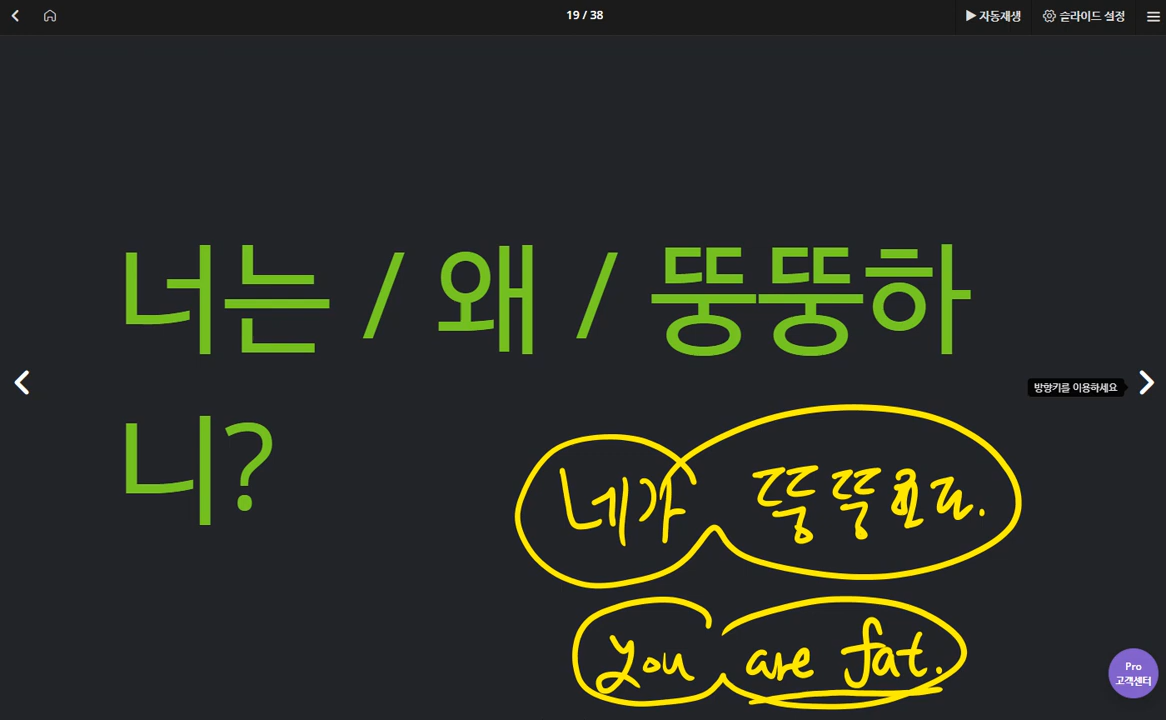 19 / 38
자동재생
슬라이드 설정
너는 / 왜 / 뚱뚱하
니?
방향키를 이용하세요
네가 뚱뚱
You are fat.
Pro
고객센터